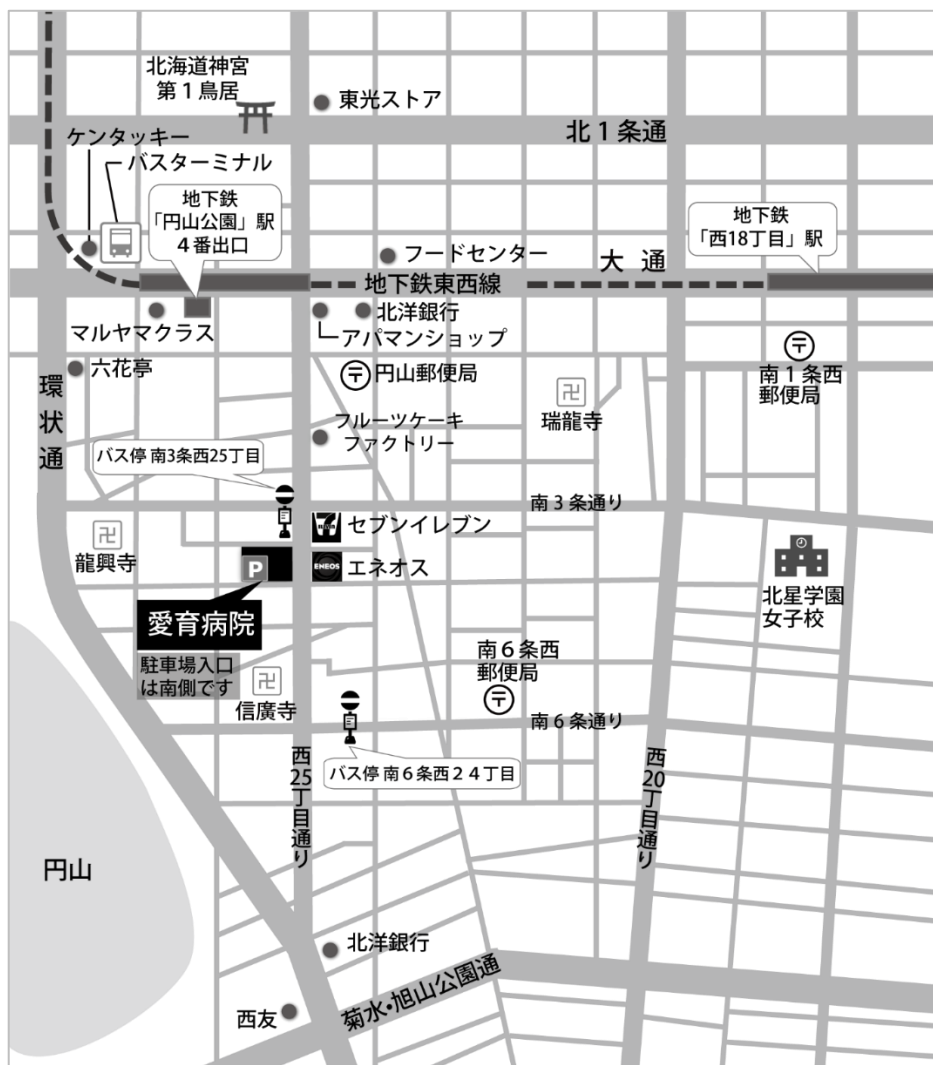 北海道神宮
第1鳥居
東光ストア
北1条通
ケンタッキー
バスターミナル
地下鉄
「円山公園」駅
4番出口
地下鉄
「西18丁目」駅
フードセンター
大通
地下鉄東西線
マルヤマクラス
北洋銀行
アパマンショップ
六花亭
円山郵便局
南1条西
郵便局
環状通
瑞龍寺
フルーツケーキ
ファクトリー
バス停 南3条西25丁目
南3条通り
ELEVEN
セブンイレブン
龍興寺
P
ENEOS
エネオス
北星学園
女子校
愛育病院
駐車場入口
は南側です
南6条西
郵便局
信廣寺
南6条通り
バス停 南6条西24丁目
西25丁目通り
西20丁目通り
円山
北洋銀行
西友
菊水・旭山公園通